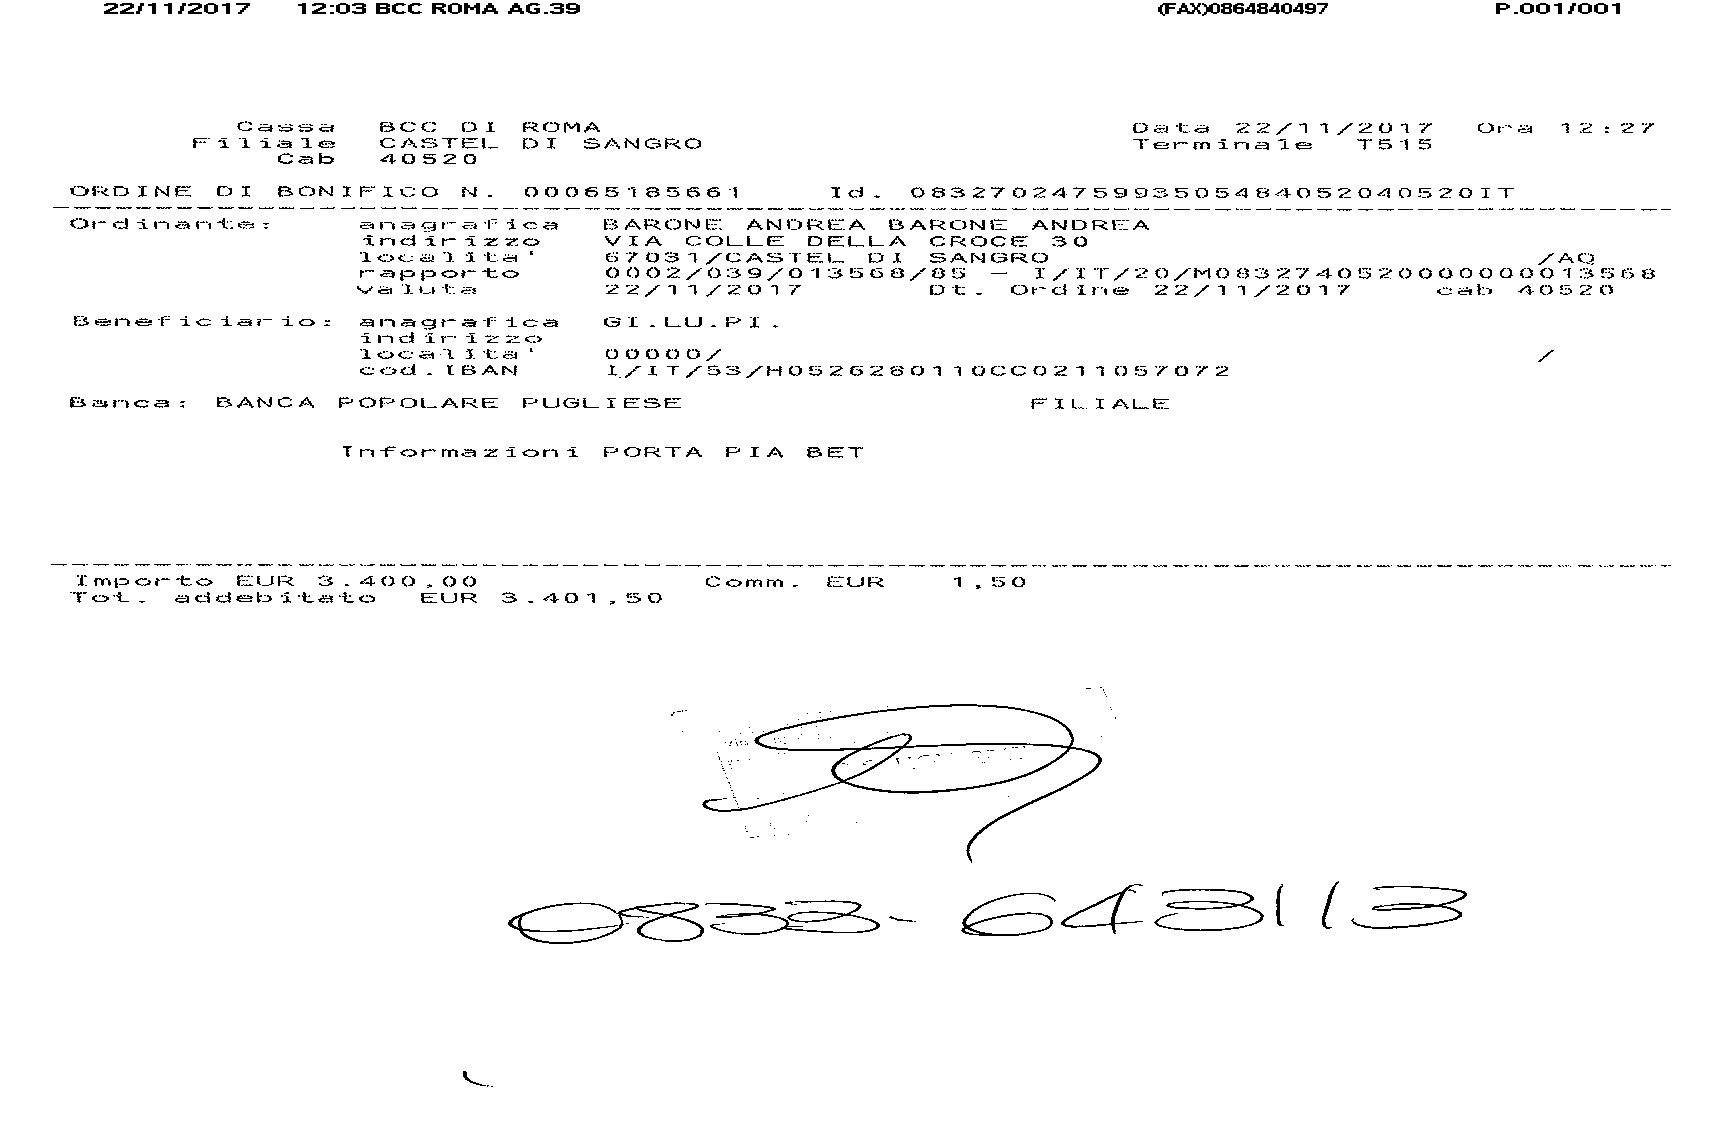 22/11/2017 12:03 BCC ROMA AG.39 (FAX)0864840497 P.001/001
Cassa BCC DI ROMA Data 22/11/2017 Ora 12:27
Filiale CASTEL DI SANGRO Terminale T515
Cab 40520
ORDINE DI BONIFICO N. 00065185661 Id. 0832702475993505484052040520IT
Ordinante: anagrafica BARONE ANDREA BARONE ANDREA
indirizzo VIA COLLE DELLA CROCE 30
localita' 67031/CASTEL DI SANGRO /AQ
rapporto 0002/039/013568/85 - I/IT/20/M0832740520000000013568
valuta 22/11/2017 Dt. Ordine 22/11/2017 cab 40520
Beneficiario: anagrafica GI.LU.PI.
indirizzo
localita' 00000/ /
cod.IBAN I/IT/53/H0526280110CC0211057072
Banca: BANCA POPOLARE PUGLIESE FILIALE
Informazioni PORTA PIA BET
Importo EUR 3.400,00 Comm. EUR 1,50
Tot. addebitato EUR 3.401,50
0833-643113